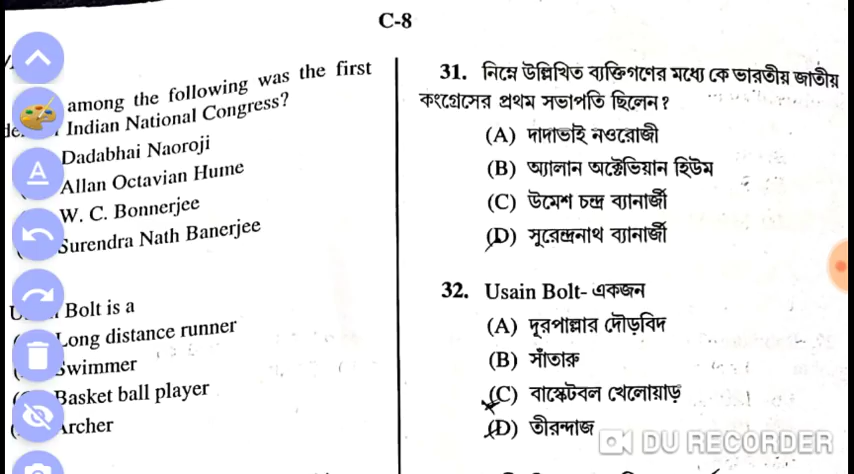 C-8
among the following was the first
Indian National Congress?
Dadabhai Naoroji
Allan Octavian Hume
W. C. Bonnerjee
Surendra Nath Banerjee
Bolt is a
Long distance runner
Swimmer
Basket ball player
Archer
31. নিম্নে উল্লিখিত ব্যক্তিগণের মধ্যে কে ভারতীয় জাতীয়
কংগ্রেসের প্রথম সভাপতি ছিলেন?
(A) দাদাভাই নওরোজী
(B) অ্যালান অক্টেভিয়ান হিউম
(C) উমেশ চন্দ্র ব্যানার্জী
(D) সুরেন্দ্রনাথ ব্যানার্জী
32. Usain Bolt- একজন
(A) দূরপাল্লার দৌড়বিদ
(B) সাঁতারু
(C) বাস্কেটবল খেলোয়াড়
(D) তীরন্দাজ
DU RECORDER